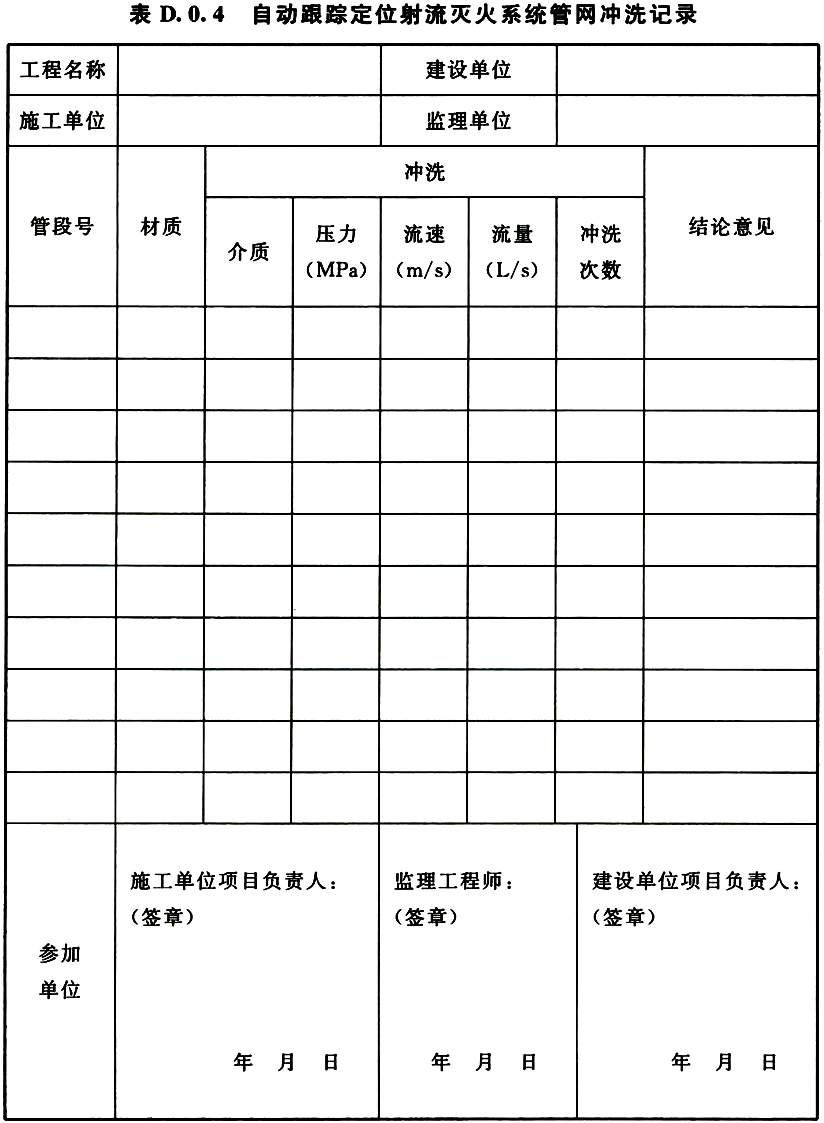 表 D.0.4 自动跟踪定位射流灭火系统管网冲洗记录
工程名称 建设单位
施工单位 监理单位
管段号 材质 冲洗 结论意见
介质 压力 流速 流量 冲洗
（MPa） （m/s） （L/s） 次数
施工单位项目负责人： 监理工程师： 建设单位项目负责人：
（签章） （签章） （签章）
参加
单位
年 月 日 年 月 日 年 月 日